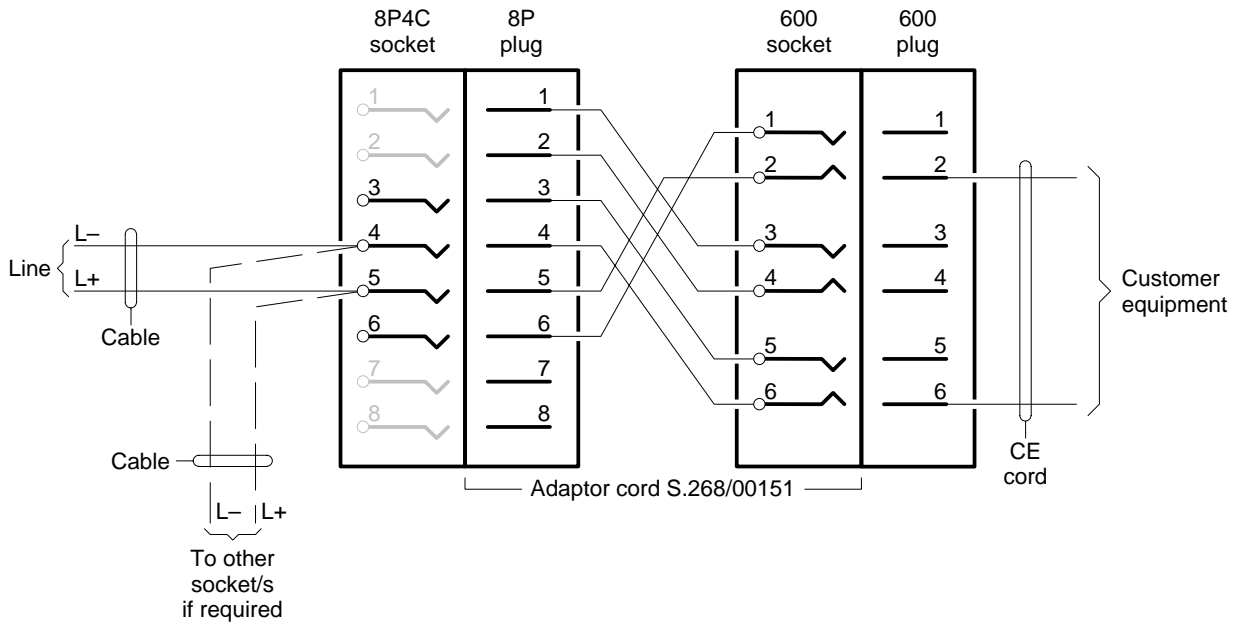 8P4C
socket
8P
plug
600
socket
600
plug
1
2
3
4
5
6
7
8
1
2
3
4
5
6
7
8
1
2
3
4
5
6
1
2
3
4
5
6
Line
L–
L+
Cable
Cable
L–
L+
To other
socket/s
if required
Adaptor cord S.268/00151
CE
cord
Customer
equipment